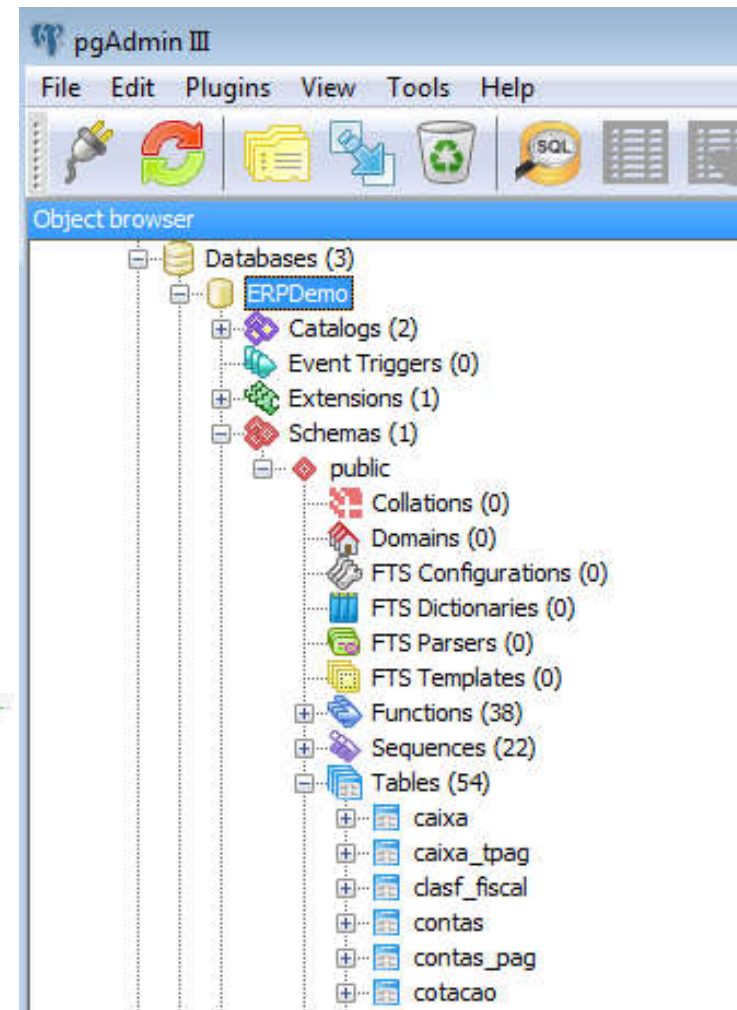 pgAdmin III
File Edit Plugins View Tools Help
SQL
Object browser
Databases (3)
ERPDemo
Catalogs (2)
Event Triggers (0)
Extensions (1)
Schemas (1)
public
Collations (0)
Domains (0)
FTS Configurations (0)
FTS Dictionaries (0)
FTS Parsers (0)
FTS Templates (0)
Functions (38)
Sequences (22)
Tables (54)
caixa
caixa_tpag
clasf_fiscal
contas
contas_pag
cotacao